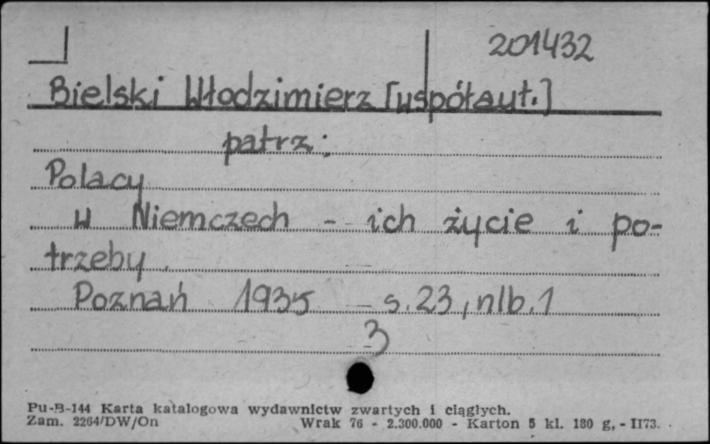 201432
Bielski Włodzimierz [współaut.]
patrz:
Polacy
w Niemczech - ich życie i po-
trzeby.
Poznań 1935 - s. 23, nlb. 1
3
Pu-B-144 Karta katalogowa wydawnictw zwartych i ciągłych.
Zam. 2264/DW/On Wrak 76 - 2.300.000 - Karton 5 kl. 180 g, - II73.